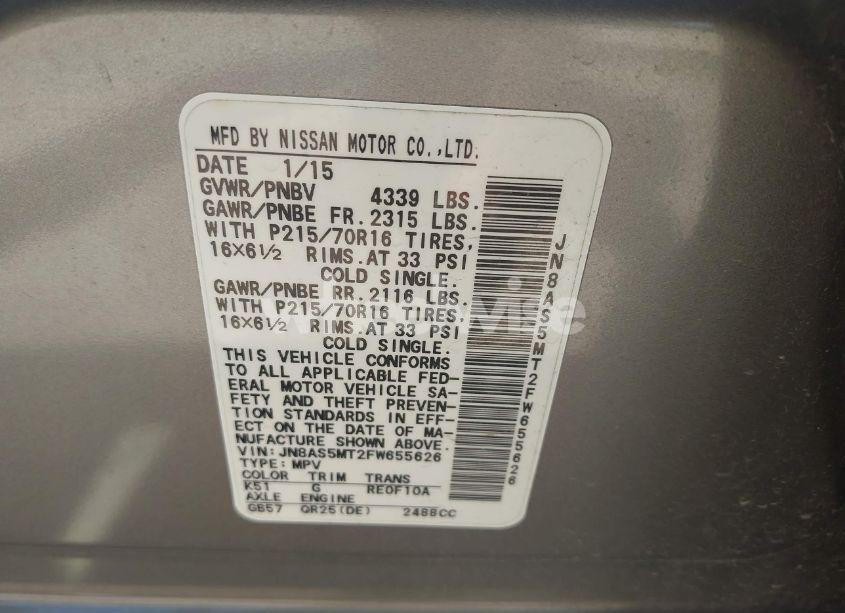 MFD BY NISSAN MOTOR CO.,LTD.
DATE 1/15
GVWR/PNBV 4339 LBS.
GAWR/PNBE FR.2315 LBS.
WITH P215/70R16 TIRES,
16×6½ RIMS.AT 33 PSI
COLD SINGLE.
GAWR/PNBE RR.2116 LBS.
WITH P215/70R16 TIRES,
16×6½ RIMS.AT 33 PSI
COLD SINGLE.
THIS VEHICLE CONFORMS
TO ALL APPLICABLE FED-
ERAL MOTOR VEHICLE SA-
FETY AND THEFT PREVEN-
TION STANDARDS IN EFF-
ECT ON THE DATE OF MA-
NUFACTURE SHOWN ABOVE.
VIN: JN8AS5MT2FW655626
TYPE: MPV
COLOR TRIM TRANS
K51 G RE0F10A
AXLE ENGINE
GB57 QR25(DE) 2488CC
JN8AS5MT2FW655626